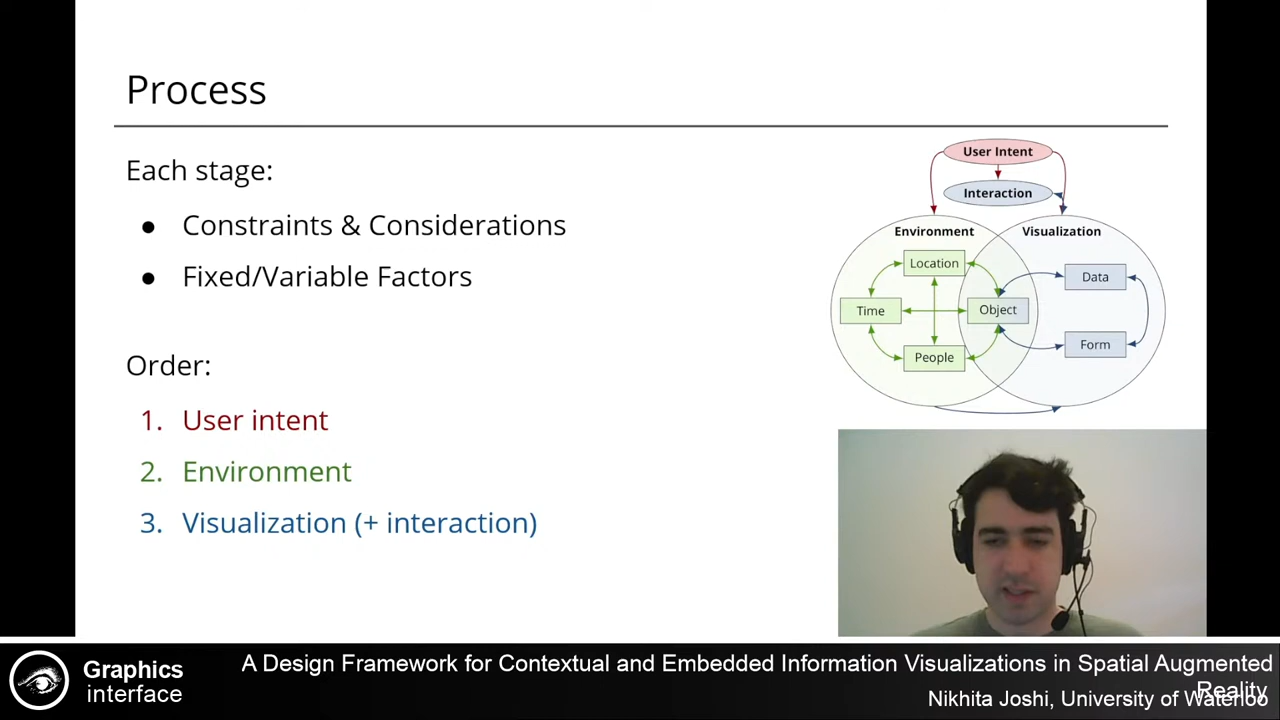 Process
Each stage:
● Constraints & Considerations
● Fixed/Variable Factors
Order:
1. User intent
2. Environment
3. Visualization (+ interaction)
User Intent
Interaction
Environment
Visualization
Location
Data
Time
Object
People
Form
Graphics
interface
A Design Framework for Contextual and Embedded Information Visualizations in Spatial Augmented
Reality
Nikhita Joshi, University of Waterloo